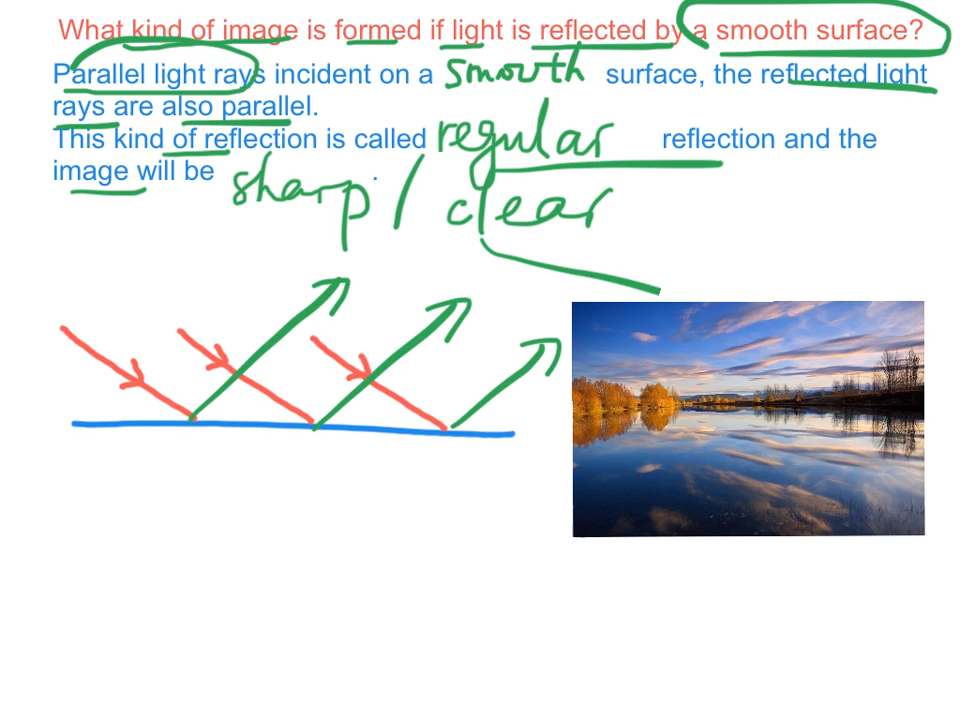 What kind of image is formed if light is reflected by a smooth surface?
Parallel light rays incident on a smooth surface, the reflected light
rays are also parallel.
This kind of reflection is called regular reflection and the
image will be sharp / clear .